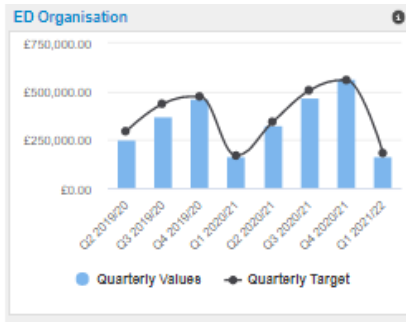 ED Organisation
£750,000.00
£500,000.00
£250,000.00
£0.00
Q2 2019/20
Q3 2019/20
Q4 2019/20
Q1 2020/21
Q2 2020/21
Q3 2020/21
Q4 2020/21
Q1 2021/22
Quarterly Values
Quarterly Target